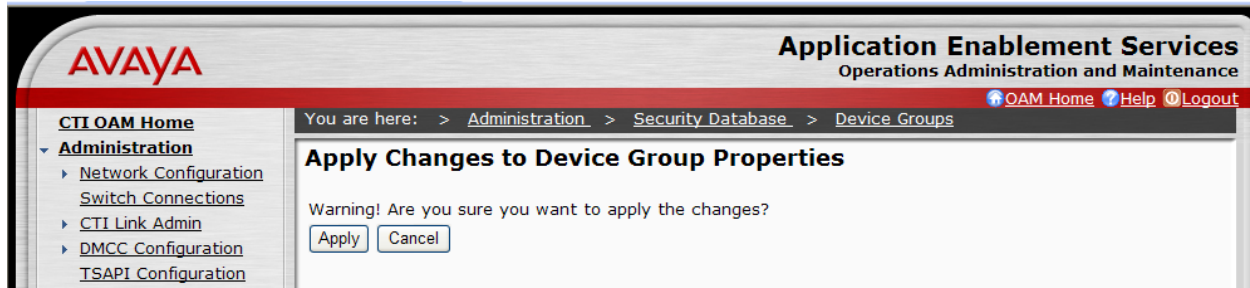 AVAYA
Application Enablement Services
Operations Administration and Maintenance
OAM Home Help Logout
CTI OAM Home
You are here: > Administration > Security Database > Device Groups
Administration
Network Configuration
Switch Connections
CTI Link Admin
DMCC Configuration
TSAPI Configuration
Apply Changes to Device Group Properties
Warning! Are you sure you want to apply the changes?
Apply Cancel